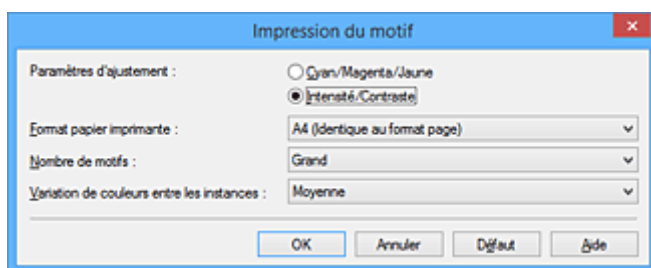 Impression du motif
Paramètres d'ajustement :
Cyan/Magenta/Jaune
Intensité/Contraste
Format papier imprimante :
A4 (Identique au format page)
Nombre de motifs :
Grand
Variation de couleurs entre les instances :
Moyenne
OK
Annuler
Défaut
Aide